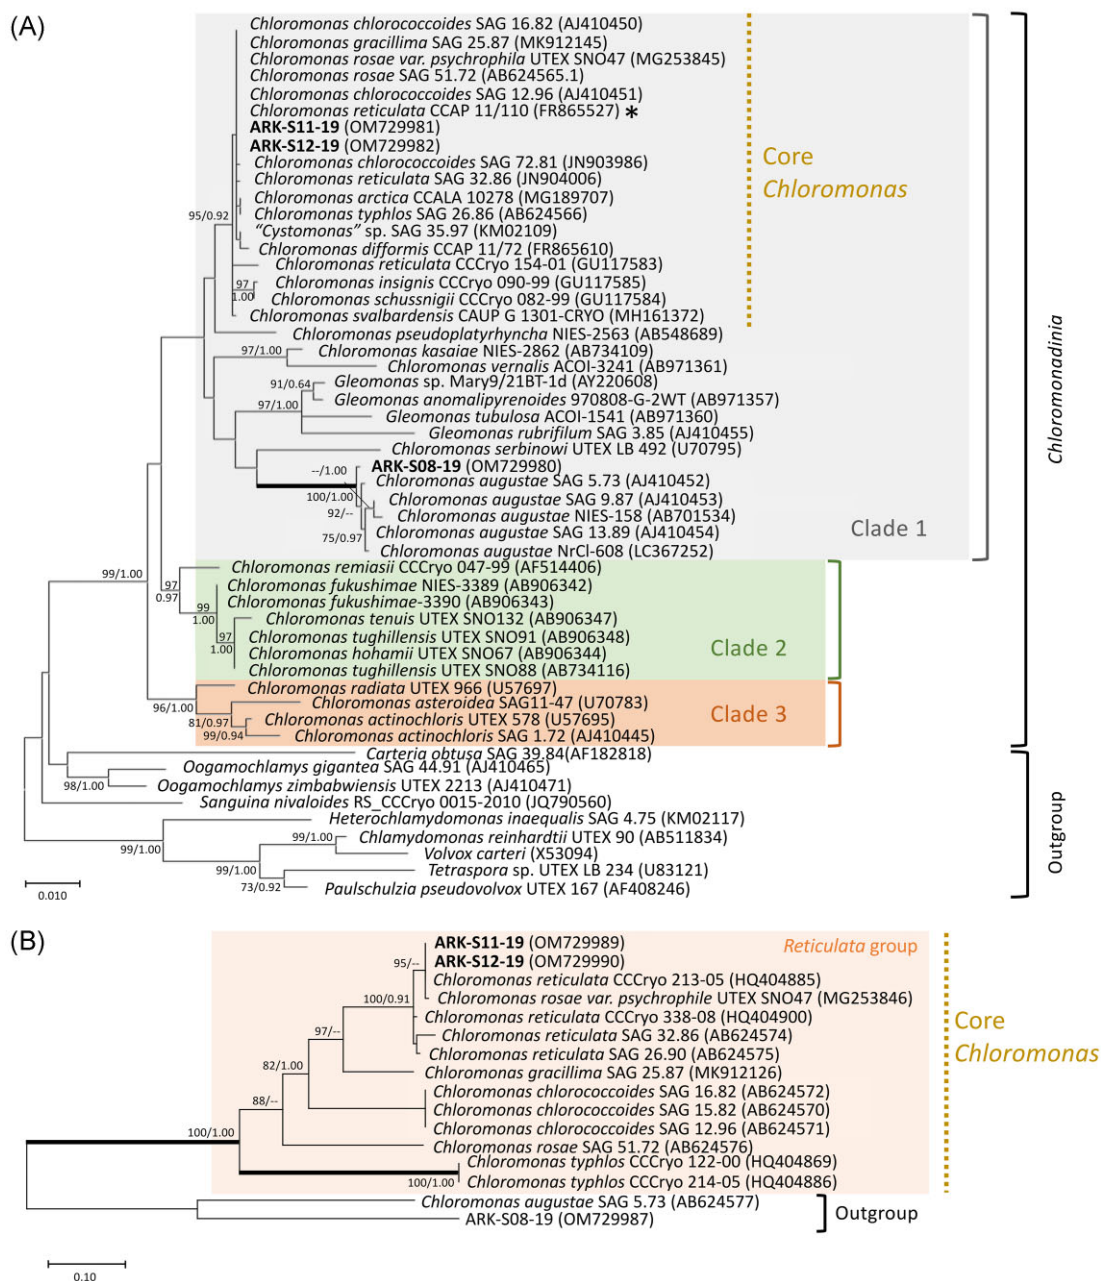 (A)
Chloromonas chlorococcoides SAG 16.82 (AJ410450)
Chloromonas gracillima SAG 25.87 (MK912145)
Chloromonas rosae var. psychrophila UTEX SNO47 (MG253845)
Chloromonas rosae SAG 51.72 (AB624565.1)
Chloromonas chlorococcoides SAG 12.96 (AJ410451)
Chloromonas reticulata CCAP 11/110 (FR865527) *
ARK-S11-19 (OM729981)
ARK-S12-19 (OM729982)
Chloromonas chlorococcoides SAG 72.81 (JN903986)
Chloromonas reticulata SAG 32.86 (JN904006)
Chloromonas arctica CCALA 10278 (MG189707)
Chloromonas typhlos SAG 26.86 (AB624566)
"Cystomonas" sp. SAG 35.97 (KM02109)
Chloromonas difformis CCAP 11/72 (FR865610)
Chloromonas reticulata CCCryo 154-01 (GU117583)
Chloromonas insignis CCCryo 090-99 (GU117585)
Chloromonas schussnigii CCCryo 082-99 (GU117584)
Chloromonas svalbardensis CAUP G 1301-CRYO (MH161372)
Chloromonas pseudoplatyrhyncha NIES-2563 (AB548689)
Chloromonas kasaiae NIES-2862 (AB734109)
Chloromonas vernalis ACOI-3241 (AB971361)
Gleomonas sp. Mary9/21BT-1d (AY220608)
Gleomonas anomalipyrenoides 970808-G-2WT (AB971357)
Gleomonas tubulosa ACOI-1541 (AB971360)
Gleomonas rubrifilum SAG 3.85 (AJ410455)
Chloromonas serbinowi UTEX LB 492 (U70795)
ARK-S08-19 (OM729980)
Chloromonas augustae SAG 5.73 (AJ410452)
Chloromonas augustae SAG 9.87 (AJ410453)
Chloromonas augustae NIES-158 (AB701534)
Chloromonas augustae SAG 13.89 (AJ410454)
Chloromonas augustae NrCl-608 (LC367252)
Chloromonas remiasii CCCryo 047-99 (AF514406)
Chloromonas fukushimae NIES-3389 (AB906342)
Chloromonas fukushimae-3390 (AB906343)
Chloromonas tenuis UTEX SNO132 (AB906347)
Chloromonas tughillensis UTEX SNO91 (AB906348)
Chloromonas hohamii UTEX SNO67 (AB906344)
Chloromonas tughillensis UTEX SNO88 (AB734116)
Chloromonas radiata UTEX 966 (U57697)
Chloromonas asteroidea SAG11-47 (U70783)
Chloromonas actinochloris UTEX 578 (U57695)
Chloromonas actinochloris SAG 1.72 (AJ410445)
Carteria obtusa SAG 39.84(AF182818)
Oogamochlamys gigantea SAG 44.91 (AJ410465)
Oogamochlamys zimbabwiensis UTEX 2213 (AJ410471)
Sanguina nivaloides RS_CCCryo 0015-2010 (JQ790560)
Heterochlamydomonas inaequalis SAG 4.75 (KM02117)
Chlamydomonas reinhardtii UTEX 90 (AB511834)
Volvox carteri (X53094)
Tetraspora sp. UTEX LB 234 (U83121)
Paulschulzia pseudovolvox UTEX 167 (AF408246)
95/0.92
97
1.00
97/1.00
91/0.64
97/1.00
--/1.00
100/1.00
92/--
75/0.97
99/1.00
97
0.97
99
1.00
97
1.00
96/1.00
81/0.97
99/0.94
98/1.00
99/1.00
99/1.00
99/1.00
73/0.92
0.010
Core
Chloromonas
Clade 1
Clade 2
Clade 3
Chloromonadinia
Outgroup
(B)
ARK-S11-19 (OM729989)
ARK-S12-19 (OM729990)
Chloromonas reticulata CCCryo 213-05 (HQ404885)
Chloromonas rosae var. psychrophile UTEX SNO47 (MG253846)
Chloromonas reticulata CCCryo 338-08 (HQ404900)
Chloromonas reticulata SAG 32.86 (AB624574)
Chloromonas reticulata SAG 26.90 (AB624575)
Chloromonas gracillima SAG 25.87 (MK912126)
Chloromonas chlorococcoides SAG 16.82 (AB624572)
Chloromonas chlorococcoides SAG 15.82 (AB624570)
Chloromonas chlorococcoides SAG 12.96 (AB624571)
Chloromonas rosae SAG 51.72 (AB624576)
Chloromonas typhlos CCCryo 122-00 (HQ404869)
Chloromonas typhlos CCCryo 214-05 (HQ404886)
Chloromonas augustae SAG 5.73 (AB624577)
ARK-S08-19 (OM729987)
95/--
100/0.91
97/--
82/1.00
88/--
100/1.00
100/1.00
0.10
Reticulata group
Core
Chloromonas
Outgroup